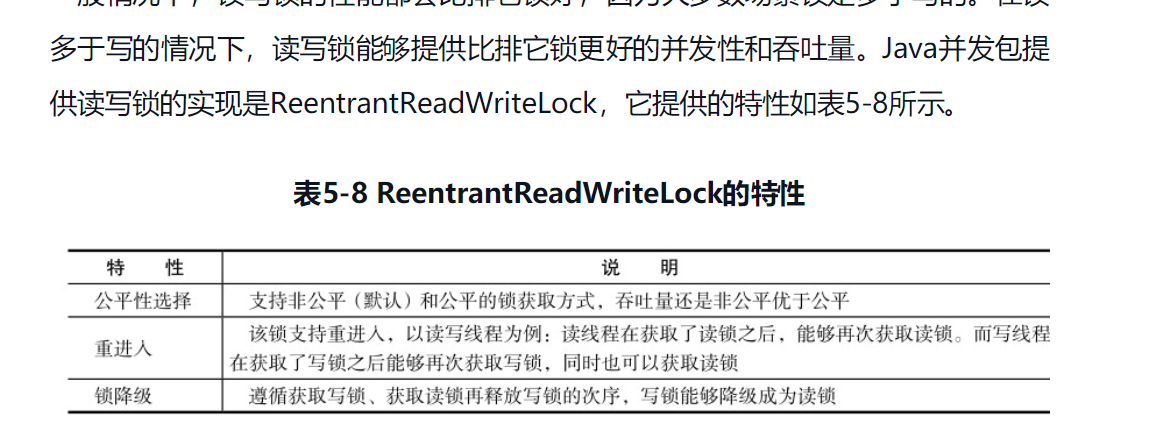 多于写的情况下，读写锁能够提供比排它锁更好的并发性和吞吐量。Java并发包提
供读写锁的实现是ReentrantReadWriteLock，它提供的特性如表5-8所示。
表5-8 ReentrantReadWriteLock的特性
特 性 说 明
公平性选择 支持非公平（默认）和公平的锁获取方式，吞吐量还是非公平优于公平
重进入 该锁支持重进入，以读写线程为例：读线程在获取了读锁之后，能够再次获取读锁。而写线程
在获取了写锁之后能够再次获取写锁，同时也可以获取读锁
锁降级 遵循获取写锁、获取读锁再释放写锁的次序，写锁能够降级成为读锁